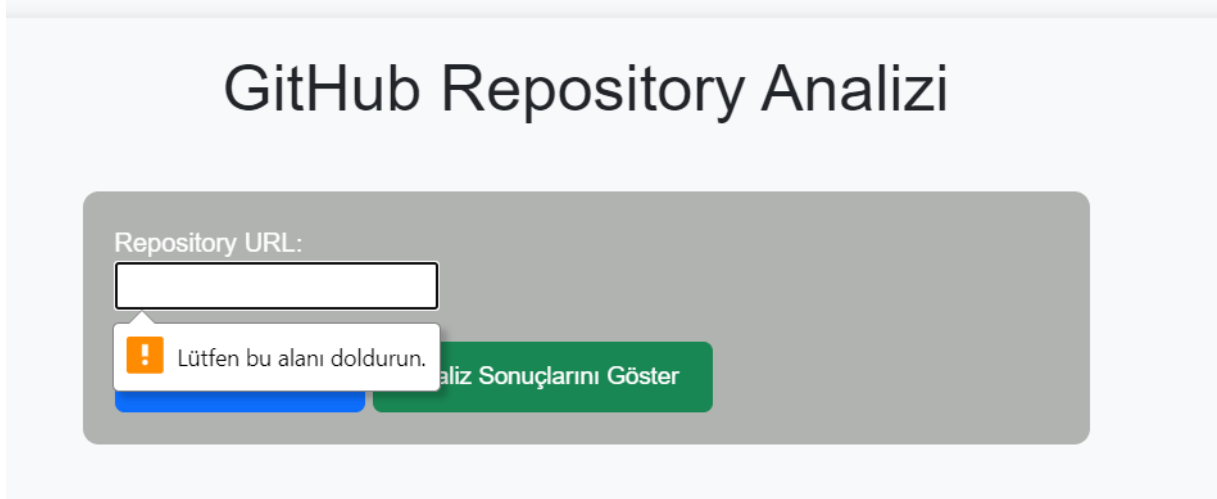 GitHub Repository Analizi
Repository URL:
Lütfen bu alanı doldurun.
aliz Sonuçlarını Göster